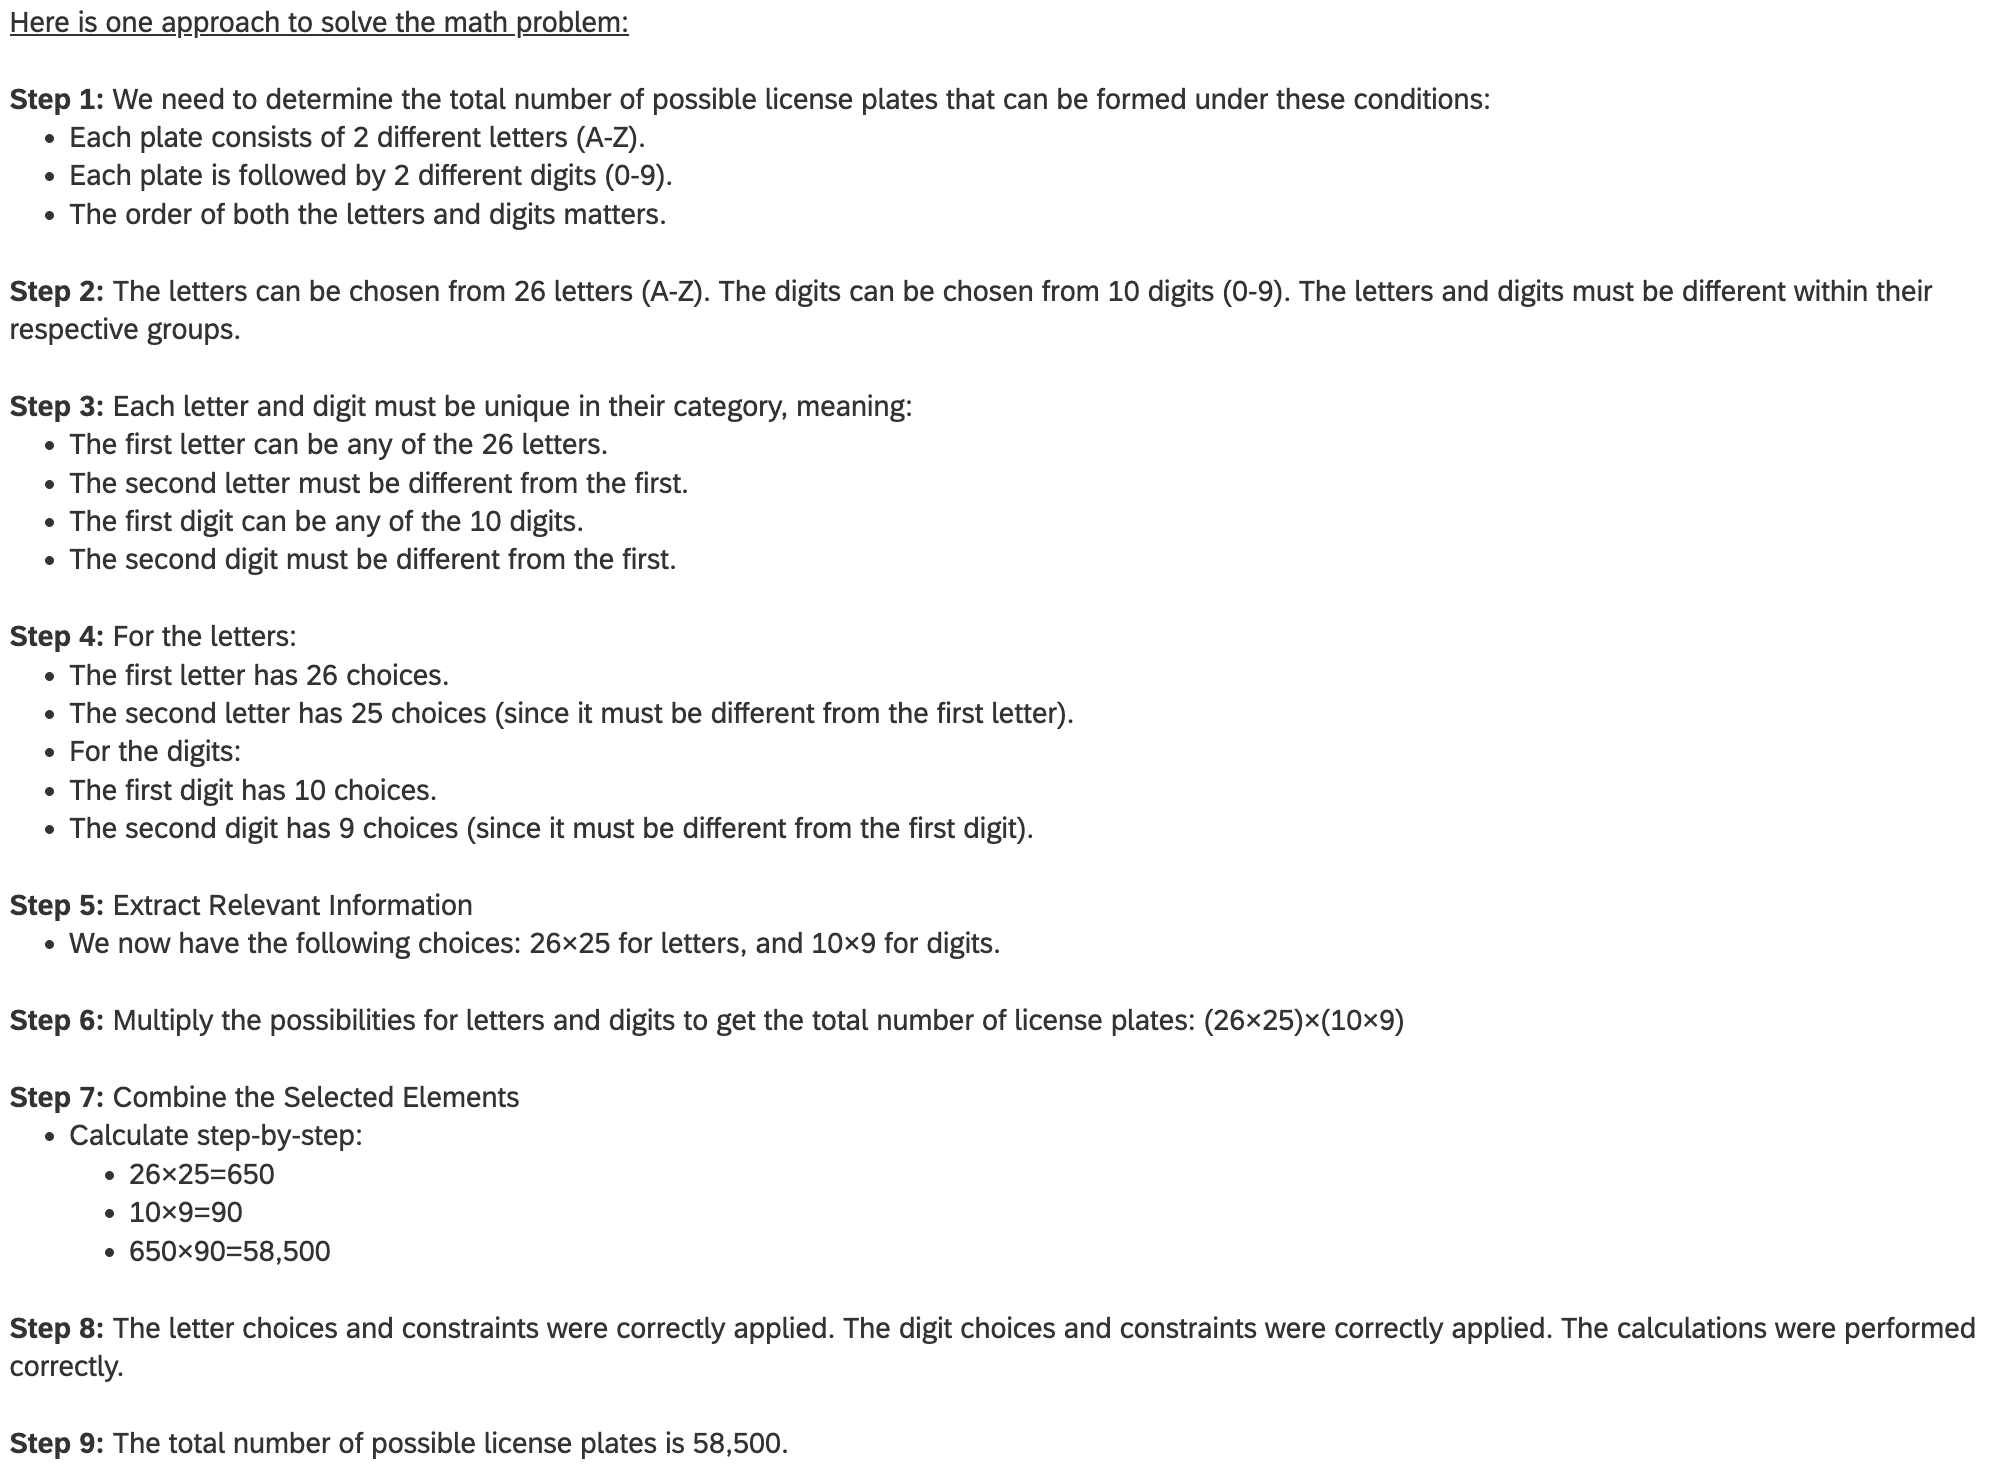 Here is one approach to solve the math problem:
Step 1: We need to determine the total number of possible license plates that can be formed under these conditions:
• Each plate consists of 2 different letters (A-Z).
• Each plate is followed by 2 different digits (0-9).
• The order of both the letters and digits matters.
Step 2: The letters can be chosen from 26 letters (A-Z). The digits can be chosen from 10 digits (0-9). The letters and digits must be different within their
respective groups.
Step 3: Each letter and digit must be unique in their category, meaning:
• The first letter can be any of the 26 letters.
• The second letter must be different from the first.
• The first digit can be any of the 10 digits.
• The second digit must be different from the first.
Step 4: For the letters:
• The first letter has 26 choices.
• The second letter has 25 choices (since it must be different from the first letter).
• For the digits:
• The first digit has 10 choices.
• The second digit has 9 choices (since it must be different from the first digit).
Step 5: Extract Relevant Information
• We now have the following choices: 26×25 for letters, and 10×9 for digits.
Step 6: Multiply the possibilities for letters and digits to get the total number of license plates: (26×25)×(10×9)
Step 7: Combine the Selected Elements
• Calculate step-by-step:
• 26×25=650
• 10×9=90
• 650×90=58,500
Step 8: The letter choices and constraints were correctly applied. The digit choices and constraints were correctly applied. The calculations were performed
correctly.
Step 9: The total number of possible license plates is 58,500.